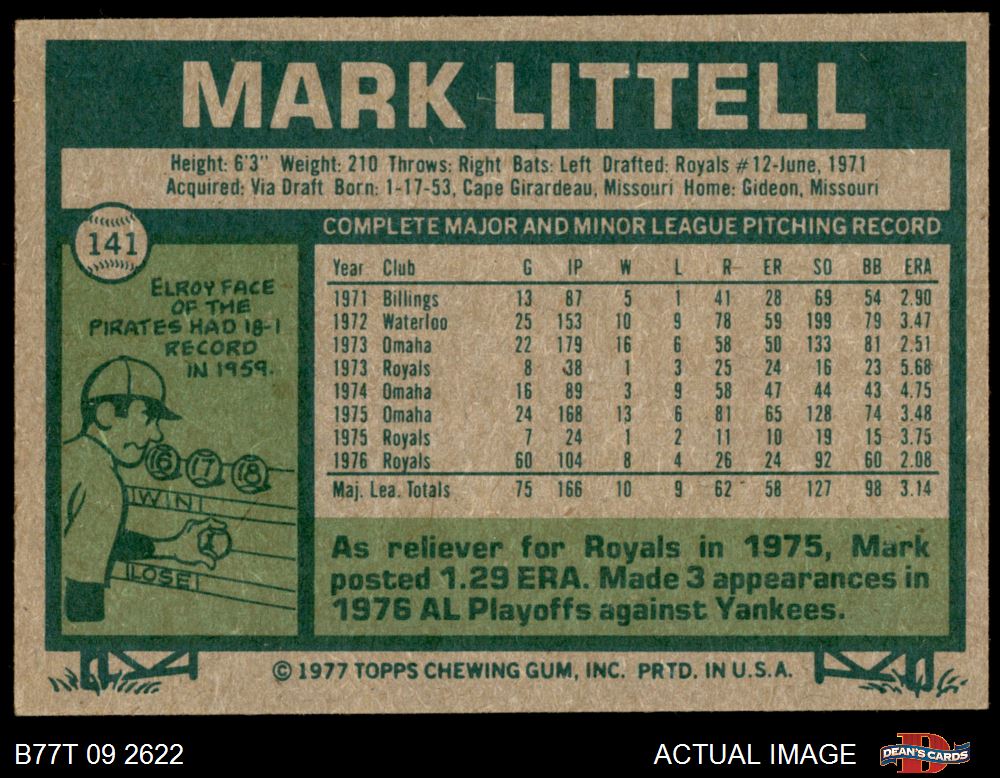 MARK LITTELL
Height: 6'3" Weight: 210 Throws: Right Bats: Left Drafted: Royals #12-June, 1971
Acquired: Via Draft Born: 1-17-53, Cape Girardeau, Missouri Home: Gideon, Missouri
141
ELROY FACE
OF THE
PIRATES HAD 18-1
RECORD
IN 1959.
16 17 18
WIN
1
LOSE
COMPLETE MAJOR AND MINOR LEAGUE PITCHING RECORD
Year Club G IP W L R ER SO BB ERA
1971 Billings 13 87 5 1 41 28 69 54 2.90
1972 Waterloo 25 153 10 9 78 59 199 79 3.47
1973 Omaha 22 179 16 6 58 50 133 81 2.51
1973 Royals 8 38 1 3 25 24 16 23 5.68
1974 Omaha 16 89 3 9 58 47 44 43 4.75
1975 Omaha 24 168 13 6 81 65 128 74 3.48
1975 Royals 7 24 1 2 11 10 19 15 3.75
1976 Royals 60 104 8 4 26 24 92 60 2.08
Maj. Lea. Totals 75 166 10 9 62 58 127 98 3.14
As reliever for Royals in 1975, Mark
posted 1.29 ERA. Made 3 appearances in
1976 AL Playoffs against Yankees.
© 1977 TOPPS CHEWING GUM, INC. PRTD. IN U.S.A.
B77T 09 2622
ACTUAL IMAGE
D
DEAN'S CARDS